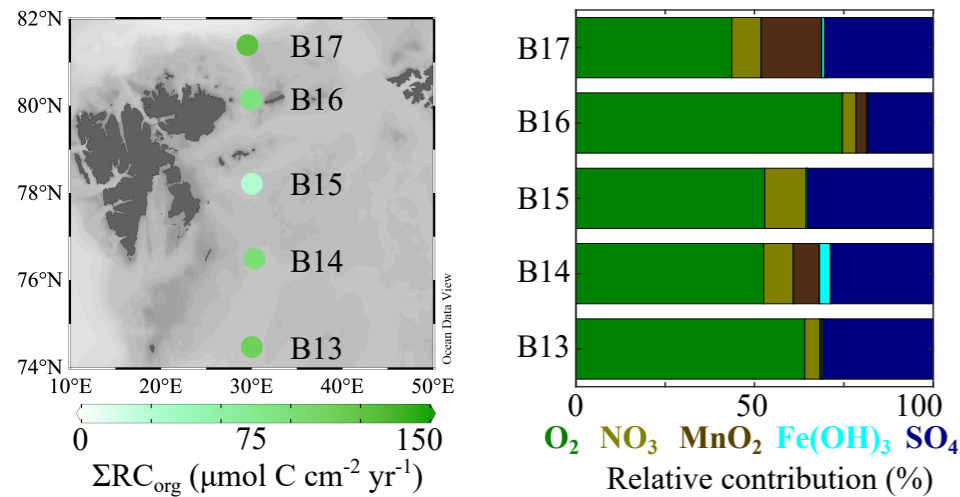 82°N
80°N
78°N
76°N
74°N
B17
B16
B15
B14
B13
Ocean Data View
10°E 20°E 30°E 40°E 50°E
0 75 150
ΣRC_org (μmol C cm⁻² yr⁻¹)
B17
B16
B15
B14
B13
0 50 100
O₂ NO₃ MnO₂ Fe(OH)₃ SO₄
Relative contribution (%)